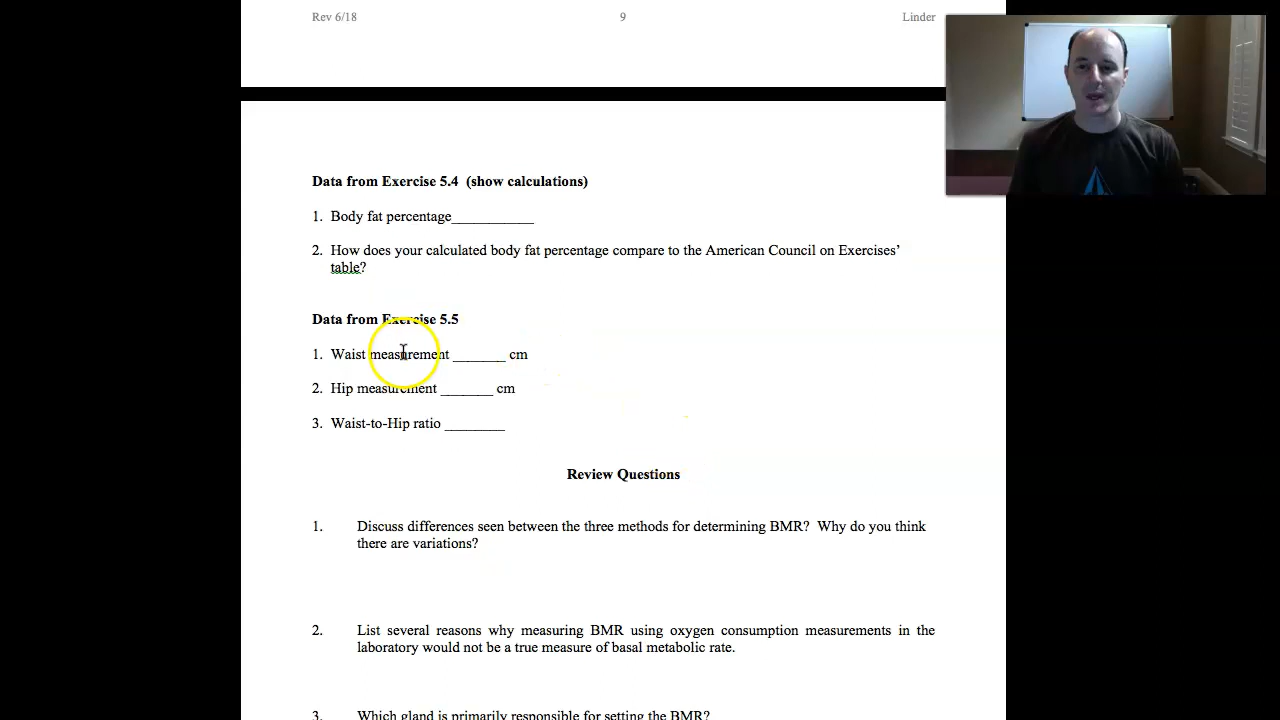 Rev 6/18 9 Linder
Data from Exercise 5.4 (show calculations)
1. Body fat percentage___________
2. How does your calculated body fat percentage compare to the American Council on Exercises’
table?
Data from Exercise 5.5
1. Waist measurement _______ cm
2. Hip measurement _______ cm
3. Waist-to-Hip ratio ________
Review Questions
1. Discuss differences seen between the three methods for determining BMR? Why do you think
there are variations?
2. List several reasons why measuring BMR using oxygen consumption measurements in the
laboratory would not be a true measure of basal metabolic rate.
3. Which gland is primarily responsible for setting the BMR?